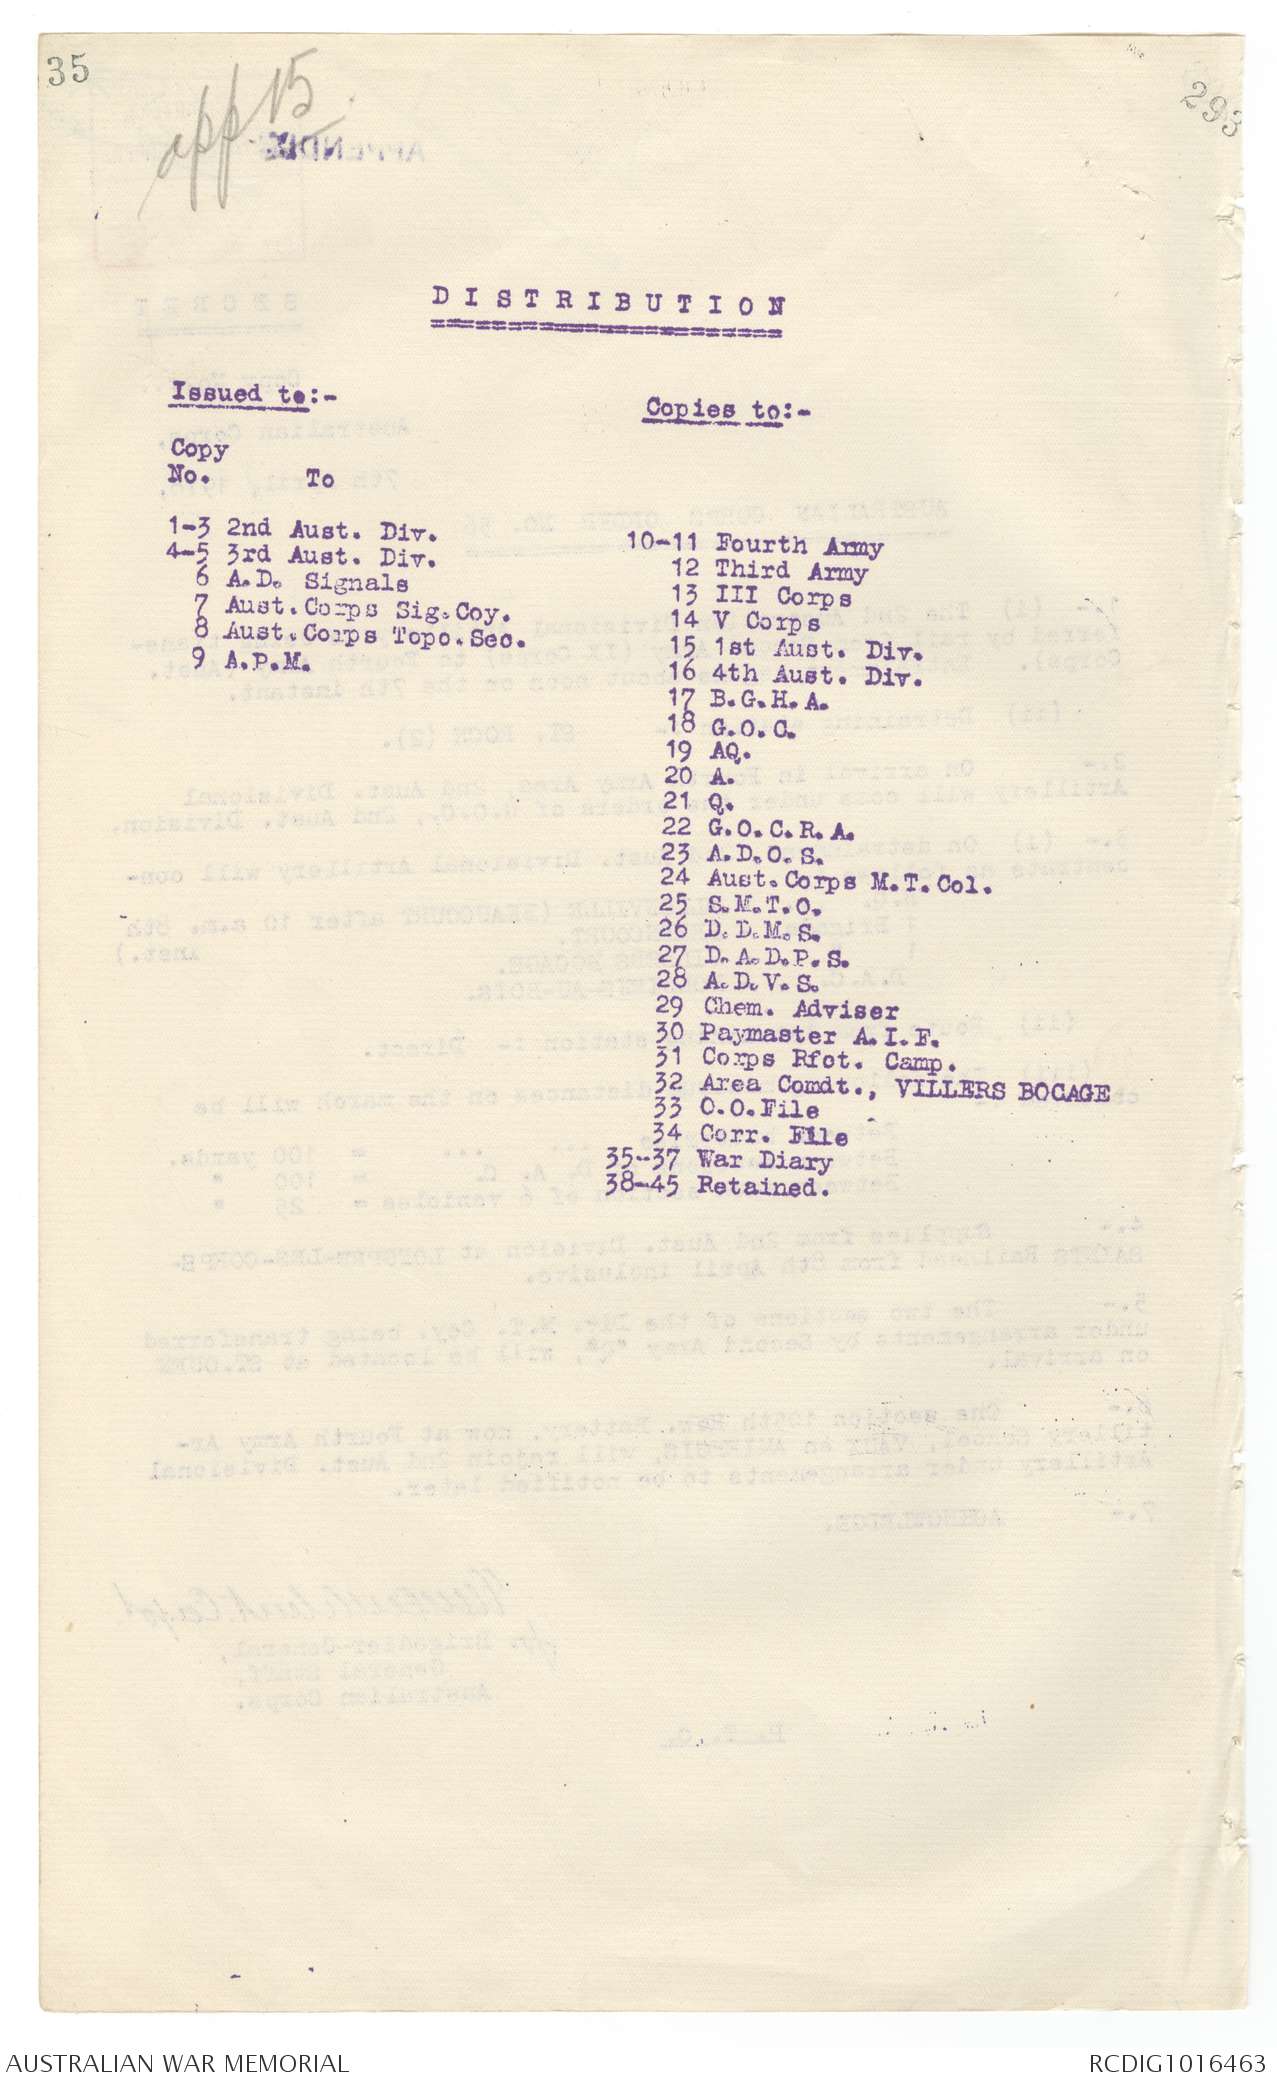 35
293
app 15
DISTRIBUTION
Issued to:-
Copy
No. To
1-3 2nd Aust. Div.
4-5 3rd Aust. Div.
6 A.D. Signals
7 Aust.Corps Sig.Coy.
8 Aust.Corps Topo.Sec.
9 A.P.M.
Copies to:-
10-11 Fourth Army
12 Third Army
13 III Corps
14 V Corps
15 1st Aust. Div.
16 4th Aust. Div.
17 B.G.H.A.
18 G.O.C.
19 AQ.
20 A.
21 Q.
22 G.O.C.R.A.
23 A.D.O.S.
24 Aust.Corps M.T.Col.
25 S.M.T.O.
26 D.D.M.S.
27 D.A.D.P.S.
28 A.D.V.S.
29 Chem. Adviser
30 Paymaster A.I.F.
31 Corps Rfct. Camp.
32 Area Comdt., VILLERS BOCAGE
33 O.O.File
34 Corr. File
35-37 War Diary
38-45 Retained.
AUSTRALIAN WAR MEMORIAL
RCDIG1016463